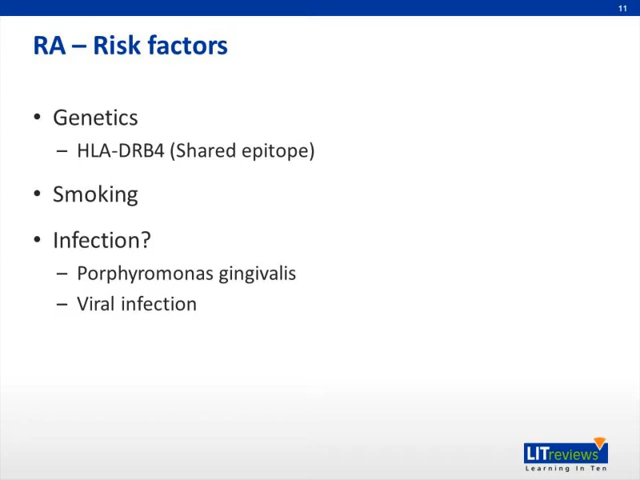 11
RA – Risk factors
• Genetics
– HLA-DRB4 (Shared epitope)
• Smoking
• Infection?
– Porphyromonas gingivalis
– Viral infection
LITreviews
Learning In Ten